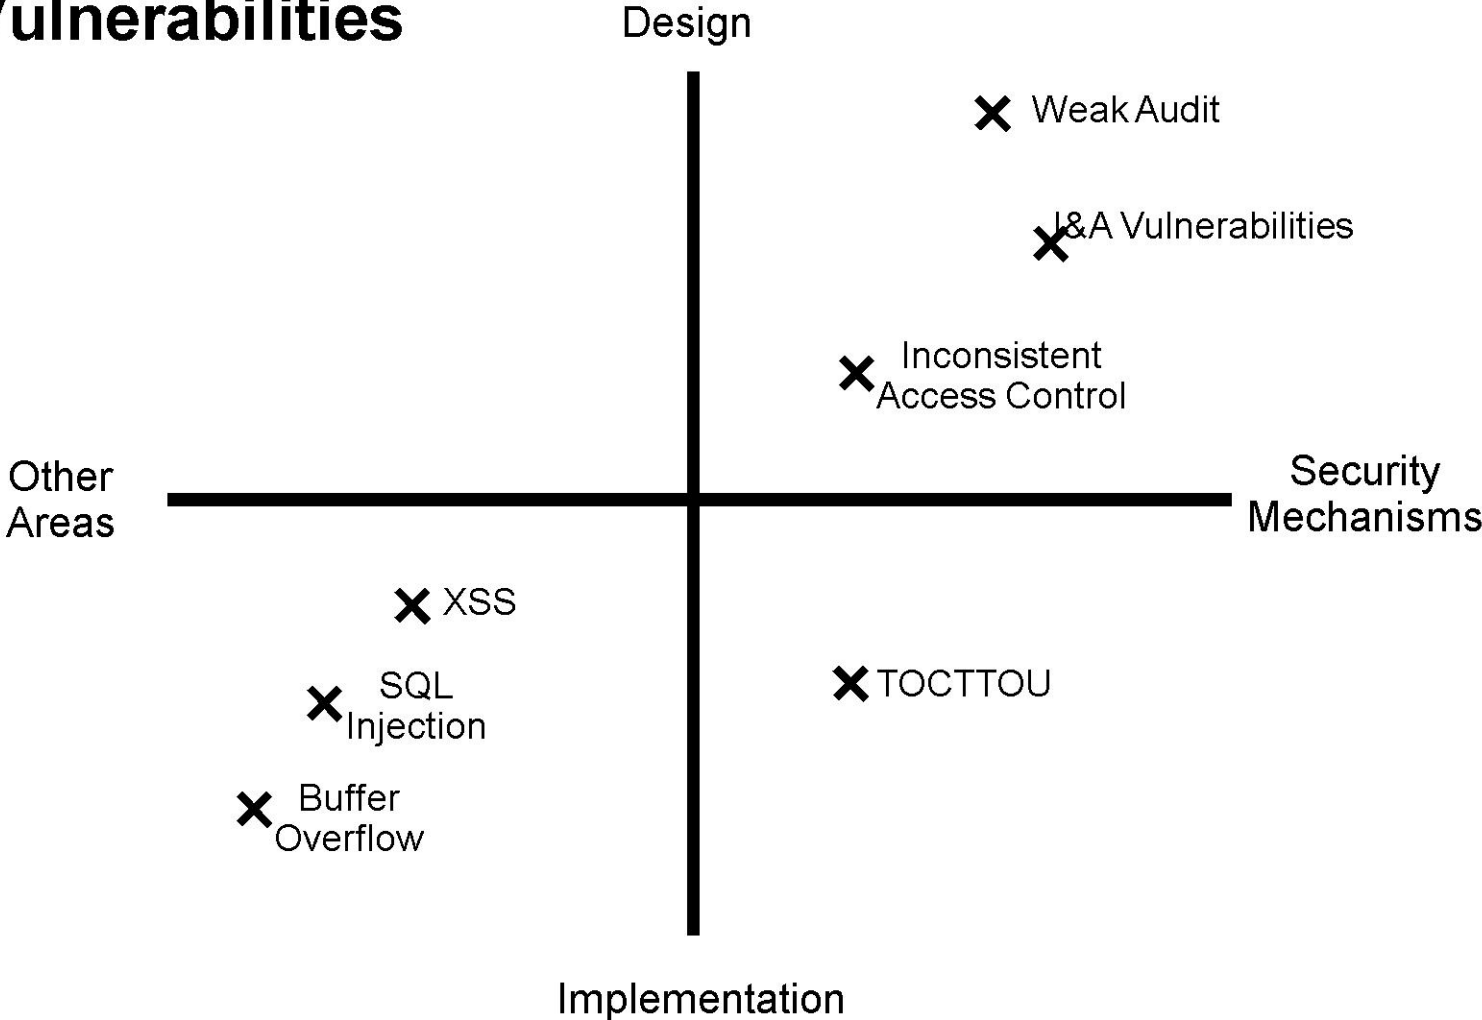 Vulnerabilities
Design
Weak Audit
I&A Vulnerabilities
Inconsistent
Access Control
Other
Areas
Security
Mechanisms
XSS
SQL
Injection
TOCTTOU
Buffer
Overflow
Implementation